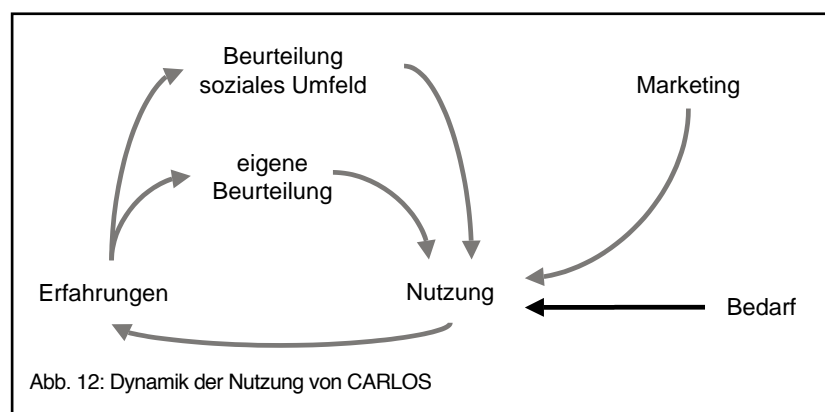 Beurteilung
soziales Umfeld
Marketing
eigene
Beurteilung
Erfahrungen
Nutzung
Bedarf
Abb. 12: Dynamik der Nutzung von CARLOS